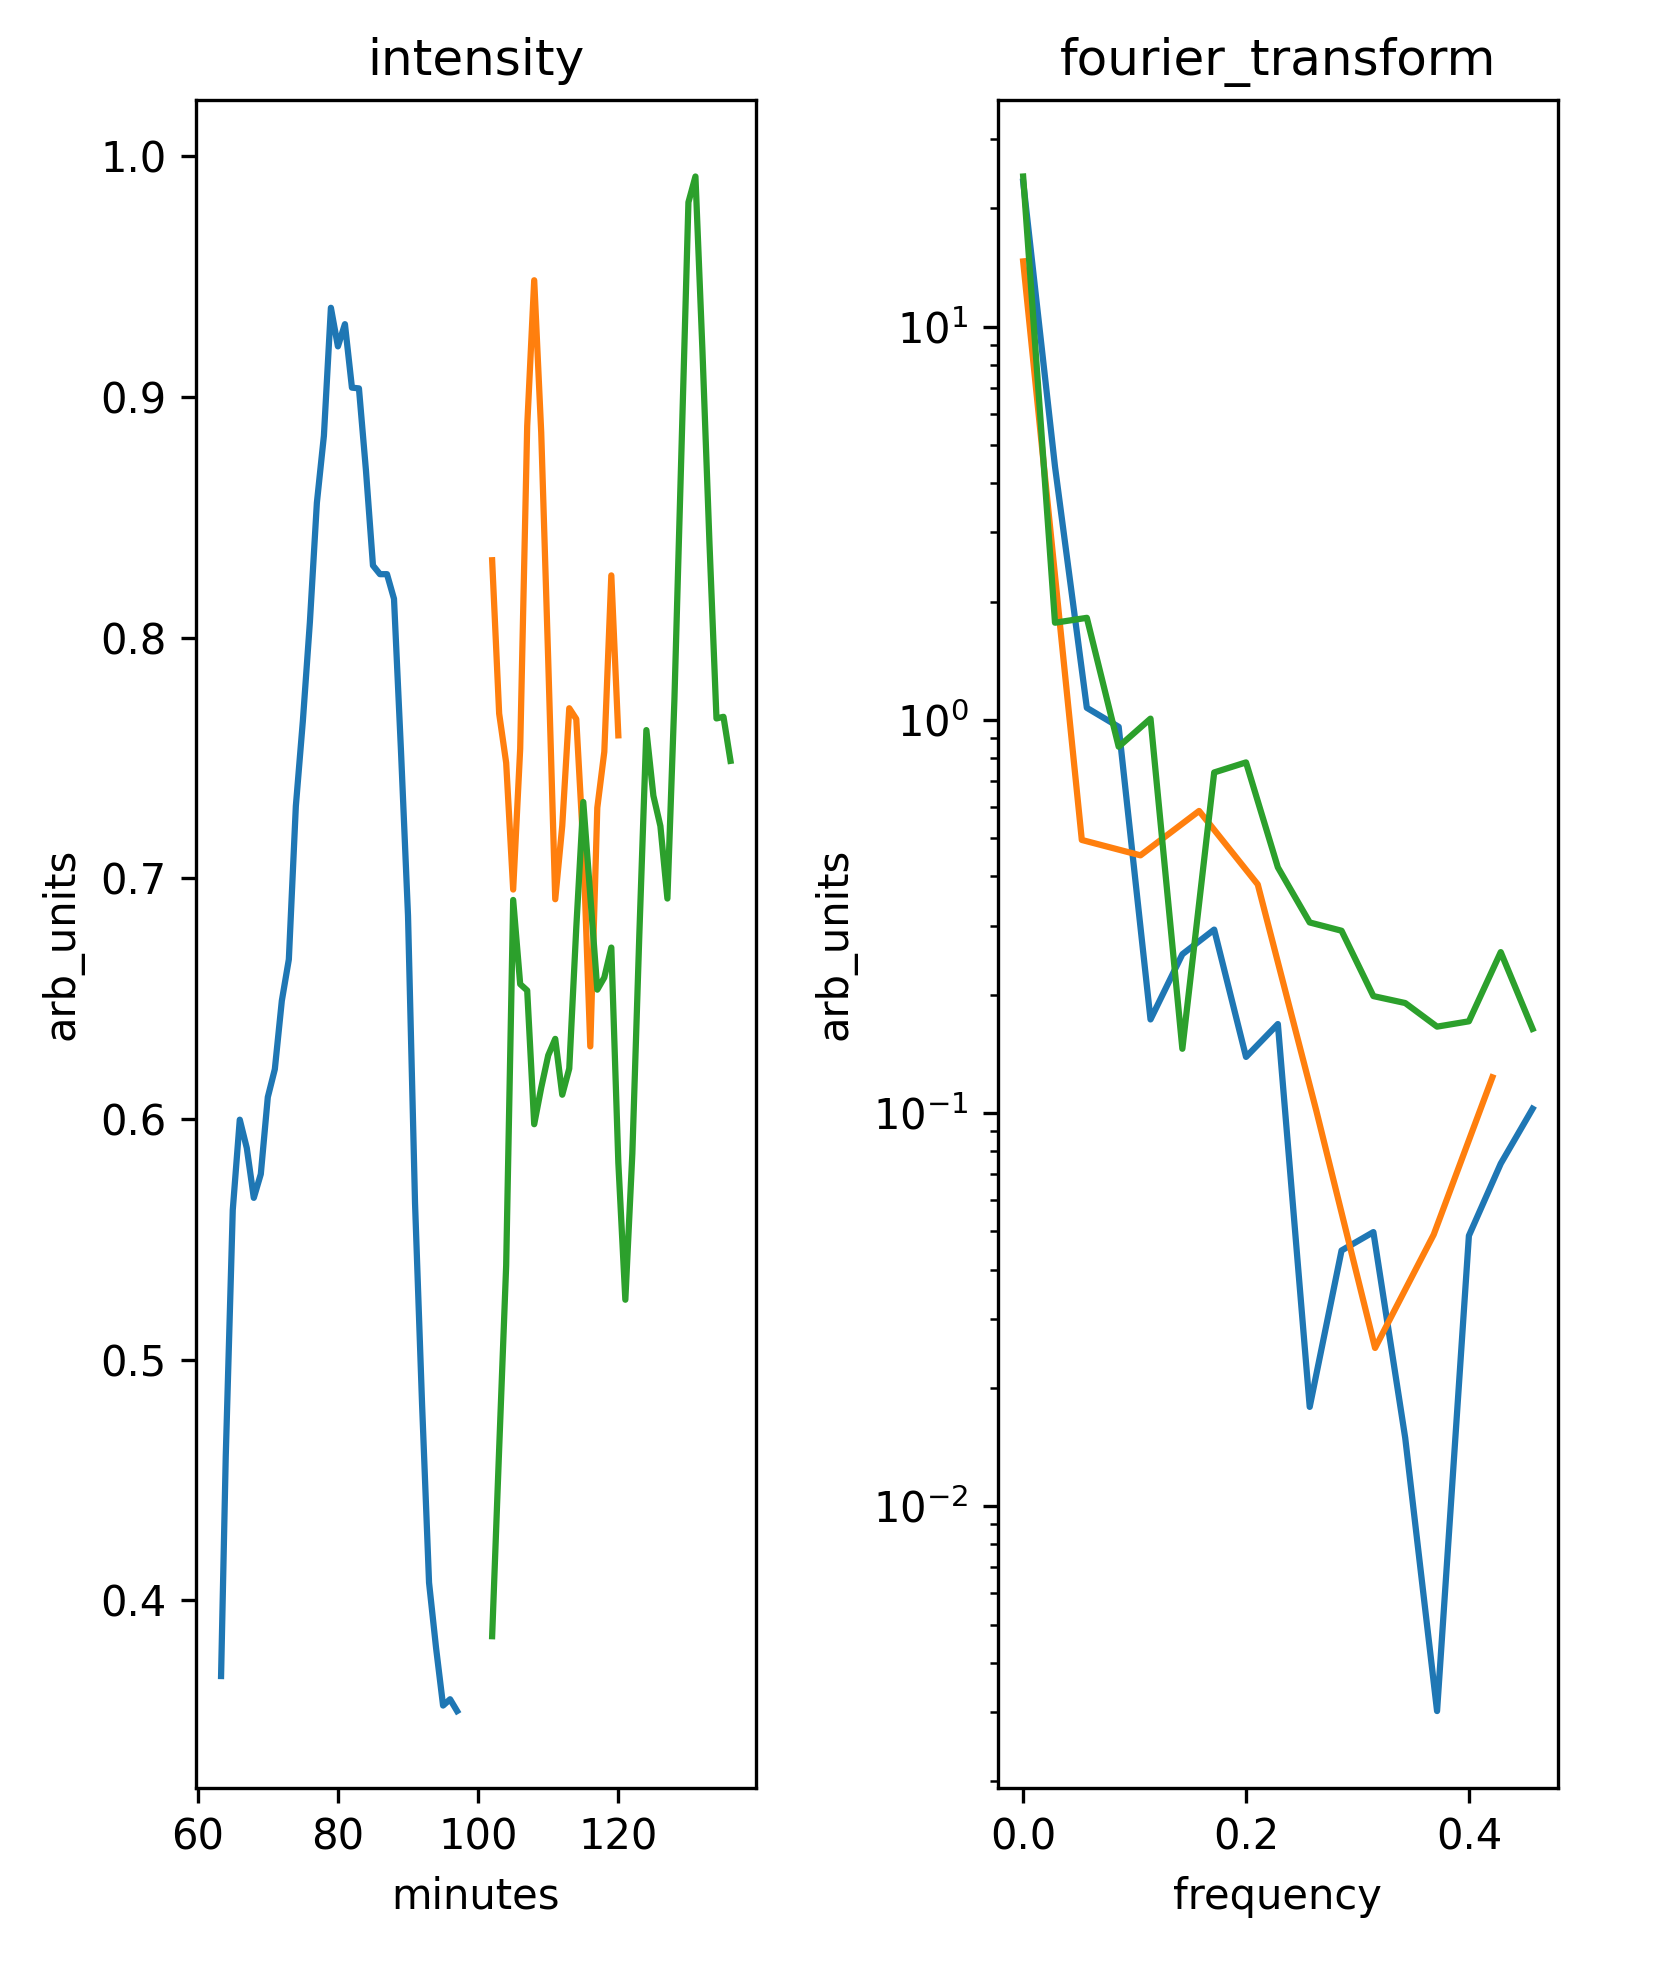 intensity
1.0
0.9
0.8
0.7
0.6
0.5
0.4
arb_units
60 80 100 120
minutes
fourier_transform
10¹
10⁰
10⁻¹
10⁻²
arb_units
0.0 0.2 0.4
frequency